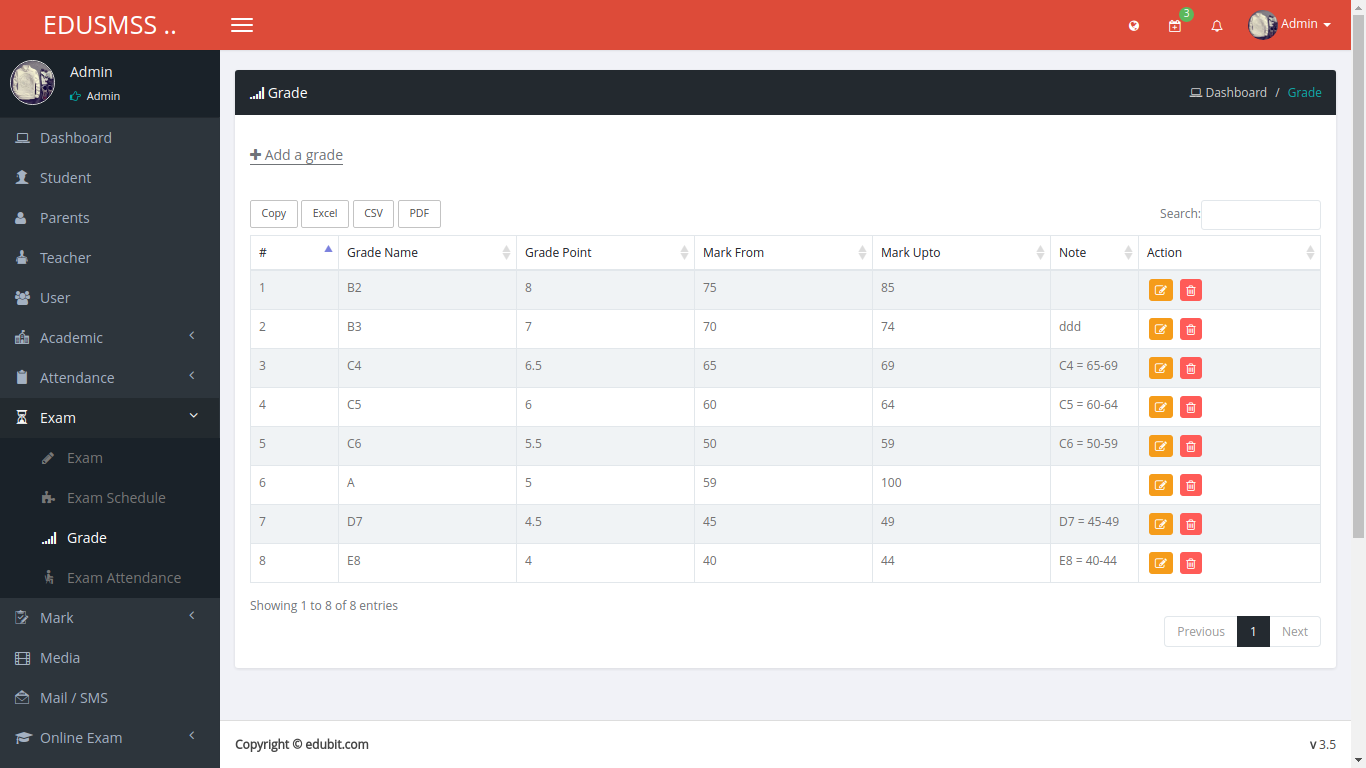 EDUSMSS ..
3
Admin
Admin
Admin
Dashboard
Student
Parents
Teacher
User
Academic
Attendance
Exam
Exam
Exam Schedule
Grade
Exam Attendance
Mark
Media
Mail / SMS
Online Exam
Grade
Dashboard / Grade
Add a grade
Copy Excel CSV PDF
Search:
# Grade Name Grade Point Mark From Mark Upto Note Action
1 B2 8 75 85
2 B3 7 70 74 ddd
3 C4 6.5 65 69 C4 = 65-69
4 C5 6 60 64 C5 = 60-64
5 C6 5.5 50 59 C6 = 50-59
6 A 5 59 100
7 D7 4.5 45 49 D7 = 45-49
8 E8 4 40 44 E8 = 40-44
Showing 1 to 8 of 8 entries
Previous 1 Next
Copyright © edubit.com
v 3.5